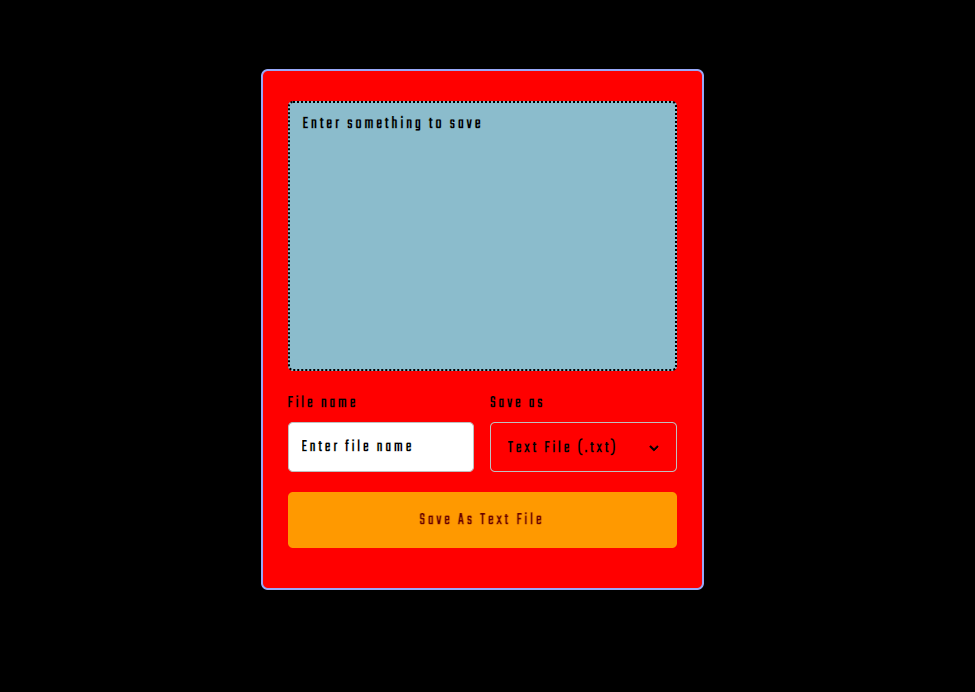 Enter something to save
File name
Save as
Enter file name
Text File (.txt)
Save As Text File